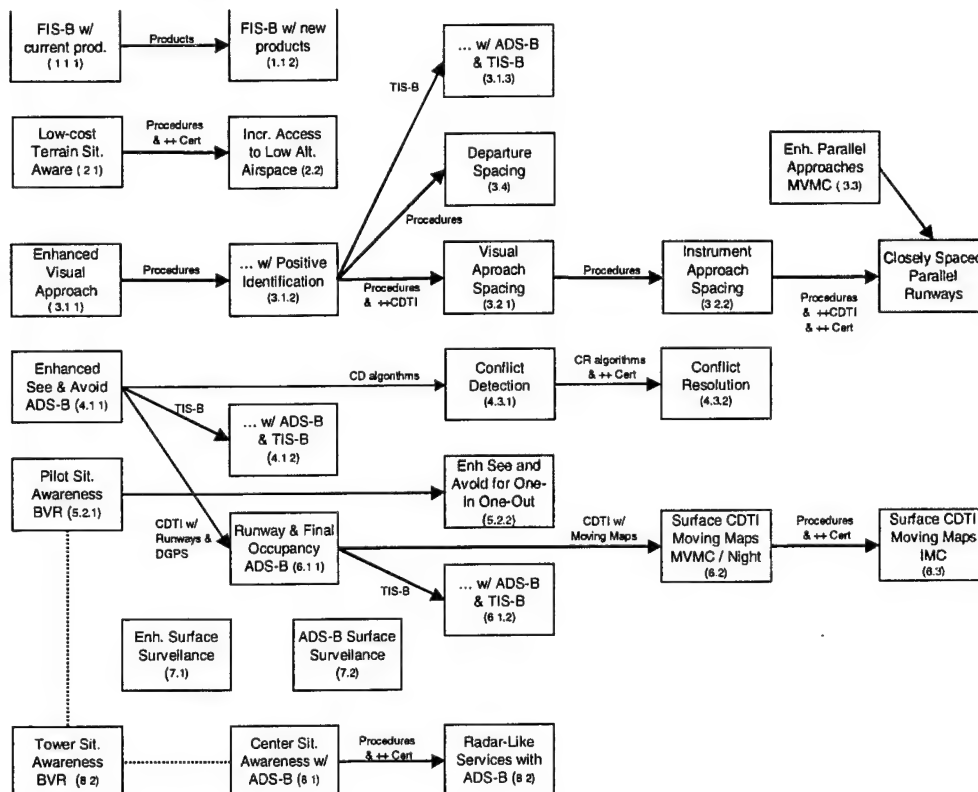 FIS-B w/
current prod.
(1 1 1)
Products
FIS-B w/ new
products
(1.1 2)
... w/ ADS-B
& TIS-B
(3.1.3)
TIS-B
Low-cost
Terrain Sit.
Aware (2 1)
Procedures
& ++ Cert
Incr. Access
to Low Alt.
Airspace (2.2)
Departure
Spacing
(3.4)
Procedures
Enh. Parallel
Approaches
MVMC (3.3)
Enhanced
Visual
Approach
(3.1 1)
Procedures
... w/ Positive
Identification
(3.1.2)
Procedures
& ++CDTI
Visual
Aproach
Spacing
(3.2 1)
Procedures
Instrument
Approach
Spacing
(3 2.2)
Procedures
& ++CDTI
& ++ Cert
Closely Spaced
Parallel
Runways
Enhanced
See & Avoid
ADS-B (4.1 1)
CD algorithms
Conflict
Detection
(4.3.1)
CR algorithms
& ++ Cert
Conflict
Resolution
(4.3.2)
TIS-B
... w/ ADS-B
& TIS-B
(4.1 2)
Pilot Sit.
Awareness
BVR (5.2.1)
Enh See and
Avoid for One-
In One-Out
(5.2.2)
CDTI w/
Runways &
DGPS
Runway & Final
Occupancy
ADS-B (6.1 1)
CDTI w/
Moving Maps
Surface CDTI
Moving Maps
MVMC / Night
(6.2)
Procedures
& ++ Cert
Surface CDTI
Moving Maps
IMC
(6.3)
TIS-B
... w/ ADS-B
& TIS-B
(6 1.2)
Enh. Surface
Surveillance
(7.1)
ADS-B Surface
Surveillance
(7.2)
Tower Sit.
Awareness
BVR (8 2)
Center Sit.
Awareness w/
ADS-B (8 1)
Procedures
& ++ Cert
Radar-Like
Services with
ADS-B (8 2)